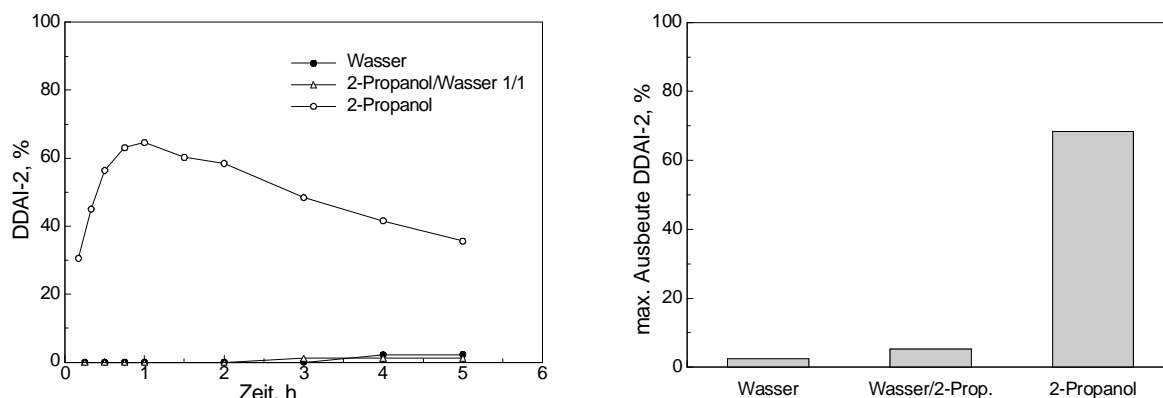 100
80
60
40
20
0
DDAI-2, %
Wasser
2-Propanol/Wasser 1/1
2-Propanol
0 1 2 3 4 5 6
Zeit, h
100
80
60
40
20
0
max. Ausbeute DDAI-2, %
Wasser Wasser/2-Prop. 2-Propanol